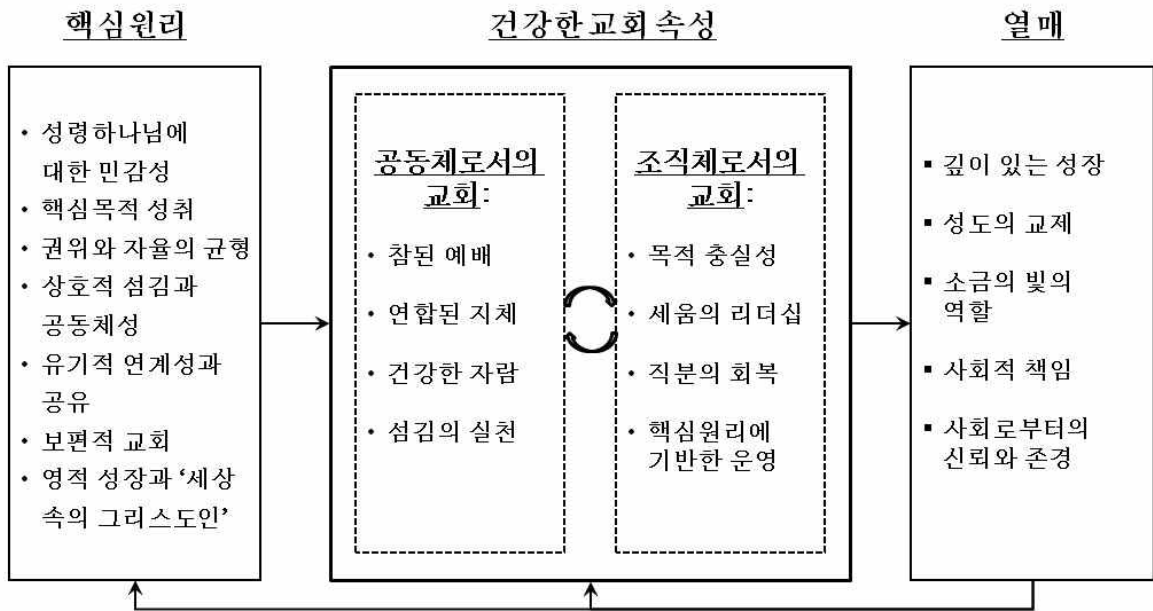 핵심원리
성령하나님에
대한 민감성
핵심목적 성취
권위와 자율의 균형
상호적 섬김과
공동체성
유기적 연계성과
공유
보편적 교회
영적 성장과 ‘세상
속의 그리스도인’
건강한교회속성
공동체로서의
교회:
참된 예배
연합된 지체
건강한 자람
섬김의 실천
조직체로서의
교회:
목적 충실성
세움의 리더십
직분의 회복
핵심원리에
기반한 운영
열매
깊이 있는 성장
성도의 교제
소금의 빛의
역할
사회적 책임
사회로부터의
신뢰와 존경